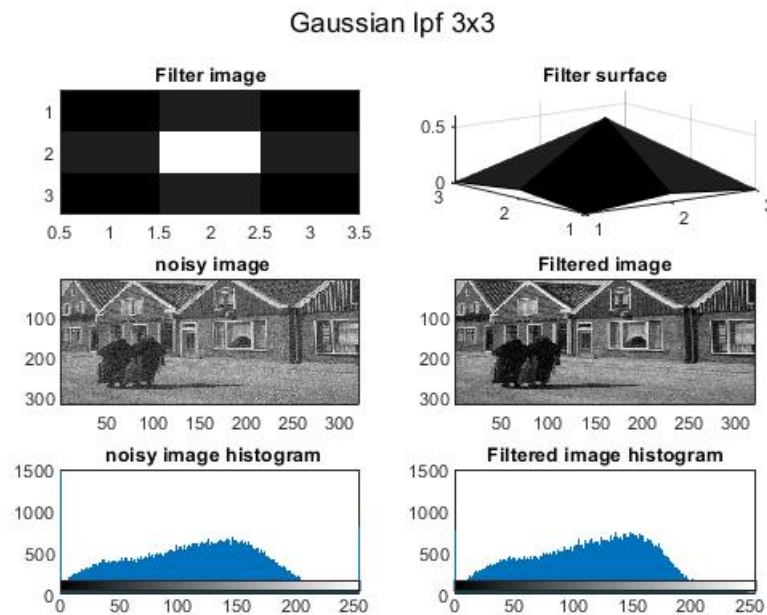 Gaussian lpf 3x3
Filter image
1
2
3
0.5 1 1.5 2 2.5 3 3.5
Filter surface
0.5
0
3
2
1 1
2
3
noisy image
100
200
300
50 100 150 200 250 300
Filtered image
100
200
300
50 100 150 200 250 300
noisy image histogram
1500
1000
500
0
0 50 100 150 200 250
Filtered image histogram
1500
1000
500
0
0 50 100 150 200 250